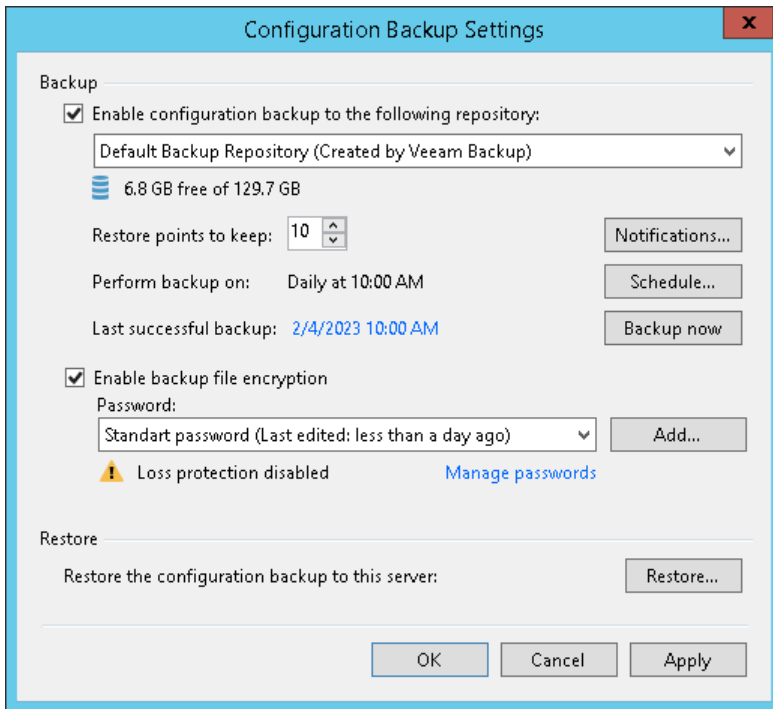 Configuration Backup Settings
x
Backup
Enable configuration backup to the following repository:
Default Backup Repository (Created by Veeam Backup)
6.8 GB free of 129.7 GB
Restore points to keep: 10 Notifications...
Perform backup on: Daily at 10:00 AM Schedule...
Last successful backup: 2/4/2023 10:00 AM Backup now
Enable backup file encryption
Password:
Standart password (Last edited: less than a day ago) Add...
Loss protection disabled Manage passwords
Restore
Restore the configuration backup to this server: Restore...
OK Cancel Apply